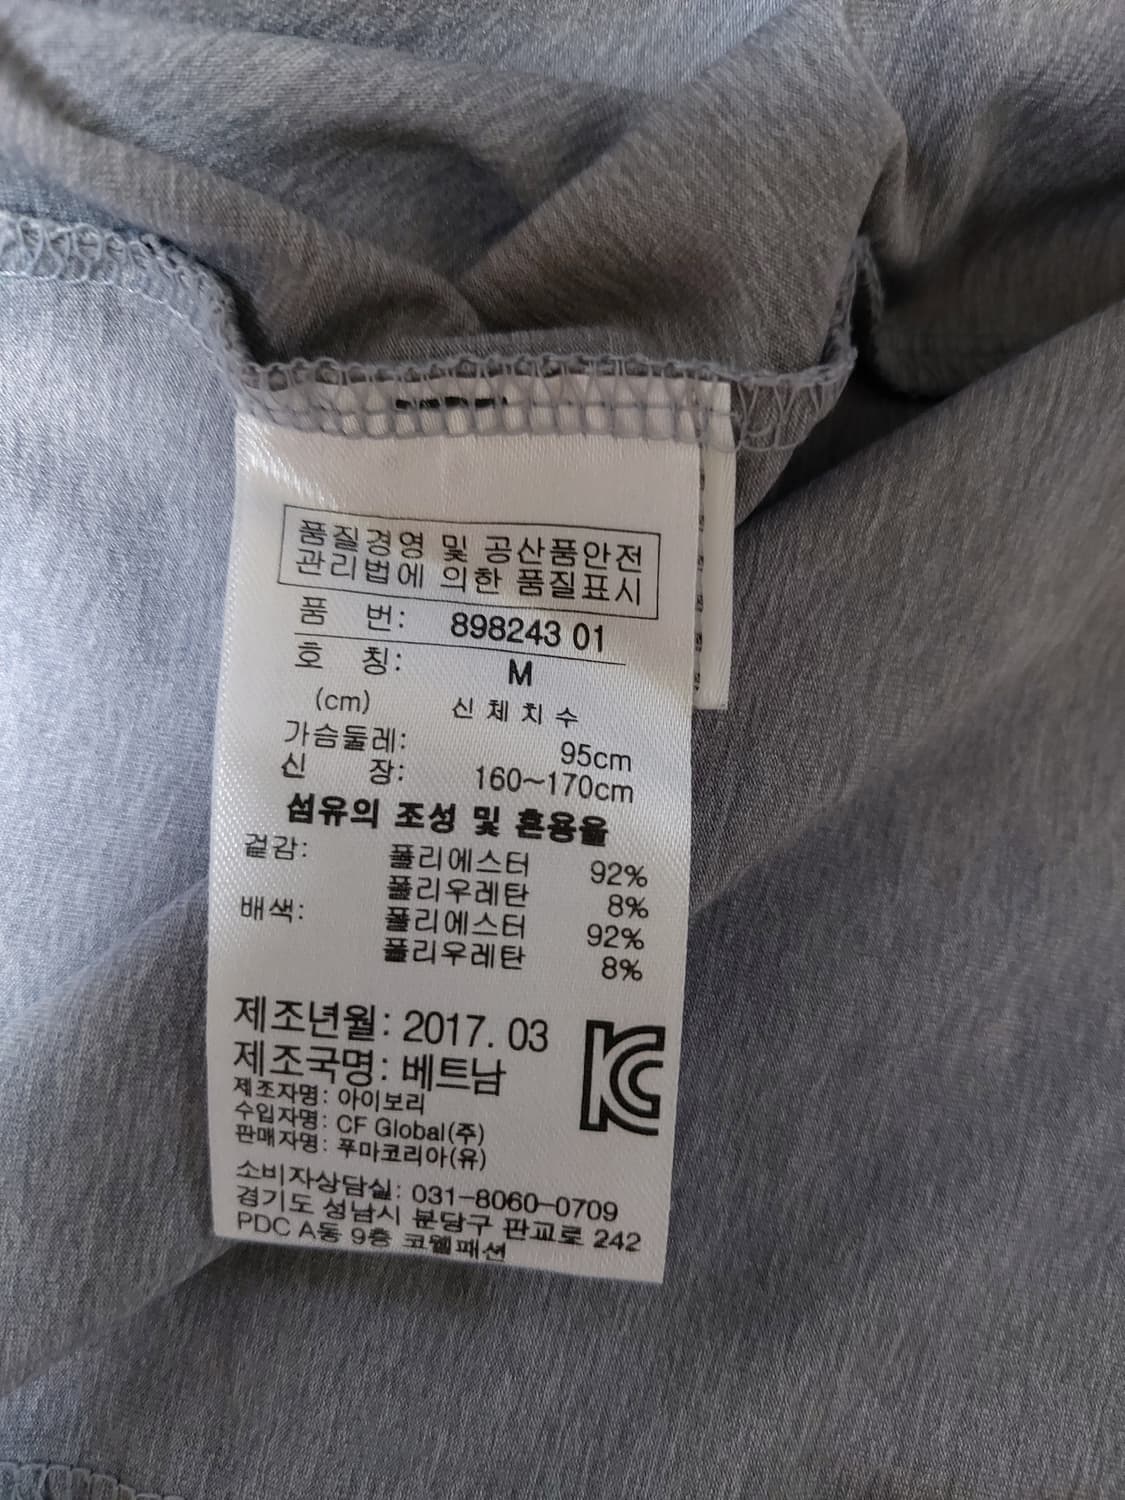 품질경영 및 공산품안전
관리법에 의한 품질표시
품 번: 898243 01
호 칭: M
(cm) 신체치수
가슴둘레: 95cm
신 장: 160~170cm
섬유의 조성 및 혼용율
겉감: 폴리에스터 92%
폴리우레탄 8%
배색: 폴리에스터 92%
폴리우레탄 8%
제조년월: 2017. 03
제조국명: 베트남
제조자명: 아이보리
수입자명: CF Global(주)
판매자명: 푸마코리아(유)
소비자상담실: 031-8060-0709
경기도 성남시 분당구 판교로 242
PDC A동 9층 코웰패션
KC